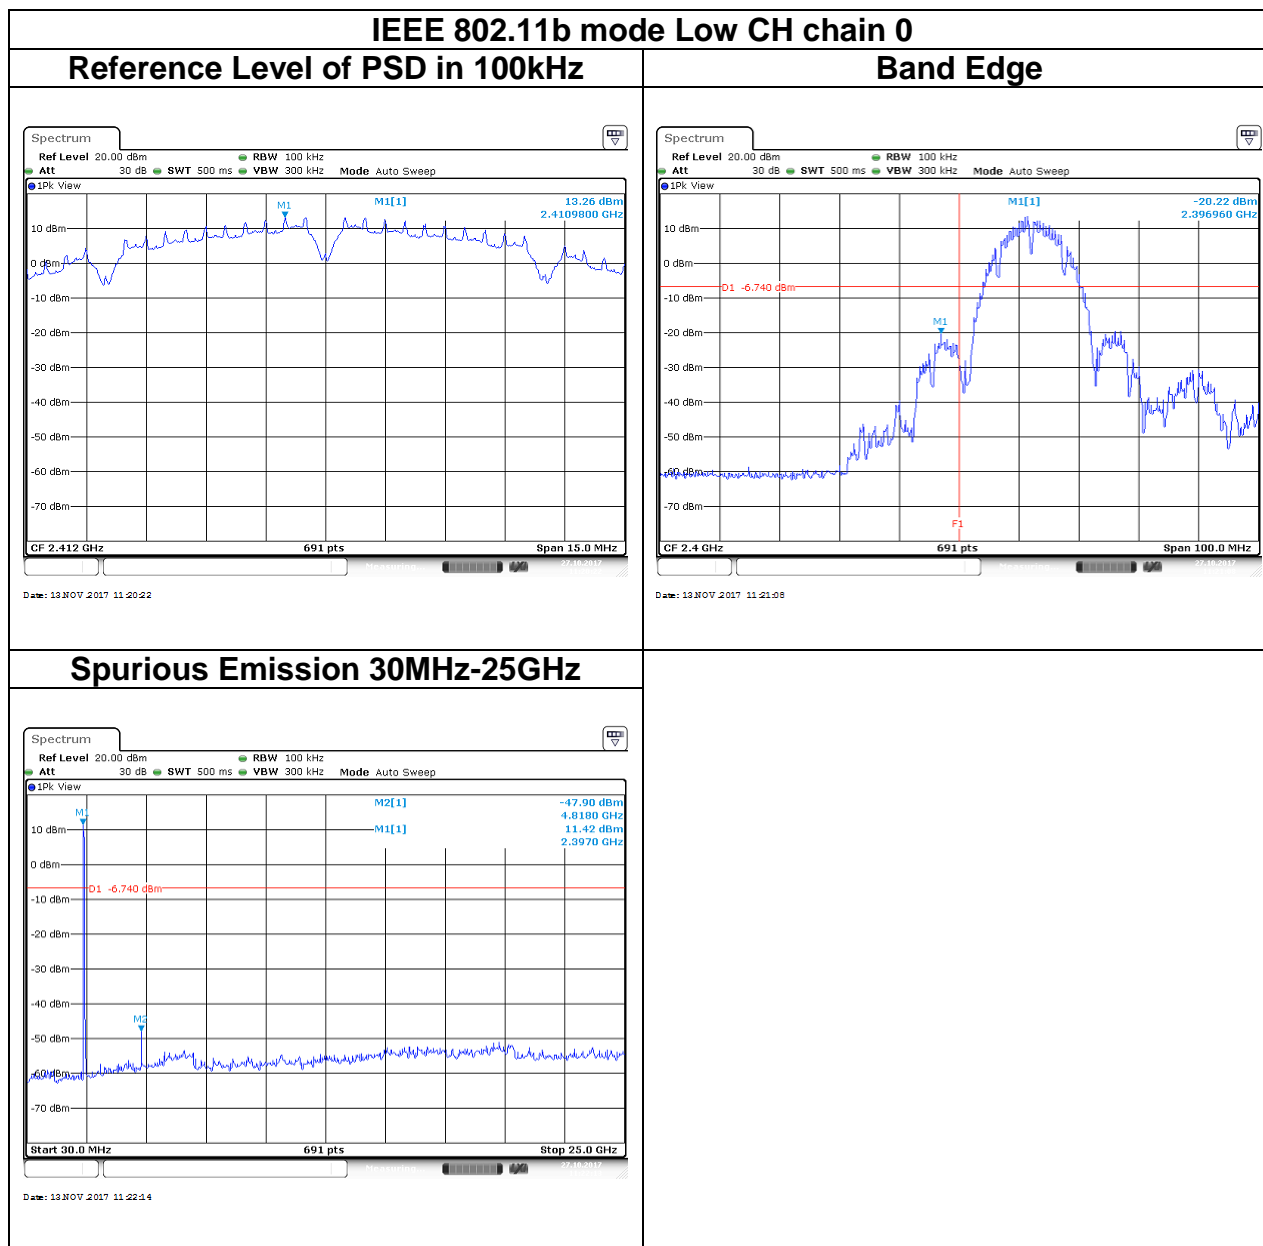 IEEE 802.11b mode Low CH chain 0
Reference Level of PSD in 100kHz
Band Edge
Spectrum
Ref Level 20.00 dBm RBW 100 kHz
Att 30 dB SWT 500 ms VBW 300 kHz Mode Auto Sweep
1Pk View
M1[1] 13.26 dBm
2.4109800 GHz
M1
10 dBm
0 dBm
-10 dBm
-20 dBm
-30 dBm
-40 dBm
-50 dBm
-60 dBm
-70 dBm
CF 2.412 GHz 691 pts Span 15.0 MHz
Measuring... 27.10.2017
Date: 13.NOV.2017 11:20:22
Spectrum
Ref Level 20.00 dBm RBW 100 kHz
Att 30 dB SWT 500 ms VBW 300 kHz Mode Auto Sweep
1Pk View
M1[1] -20.22 dBm
2.396960 GHz
10 dBm
0 dBm
D1 -6.740 dBm
-10 dBm
M1
-20 dBm
-30 dBm
-40 dBm
-50 dBm
-60 dBm
-70 dBm
F1
CF 2.4 GHz 691 pts Span 100.0 MHz
Measuring... 27.10.2017
Date: 13.NOV.2017 11:21:08
Spurious Emission 30MHz-25GHz
Spectrum
Ref Level 20.00 dBm RBW 100 kHz
Att 30 dB SWT 500 ms VBW 300 kHz Mode Auto Sweep
1Pk View
M2[1] -47.90 dBm
4.8180 GHz
M1
10 dBm M1[1] 11.42 dBm
2.3970 GHz
0 dBm
D1 -6.740 dBm
-10 dBm
-20 dBm
-30 dBm
-40 dBm
M2
-50 dBm
-60 dBm
-70 dBm
Start 30.0 MHz 691 pts Stop 25.0 GHz
Measuring... 27.10.2017
Date: 13.NOV.2017 11:22:14